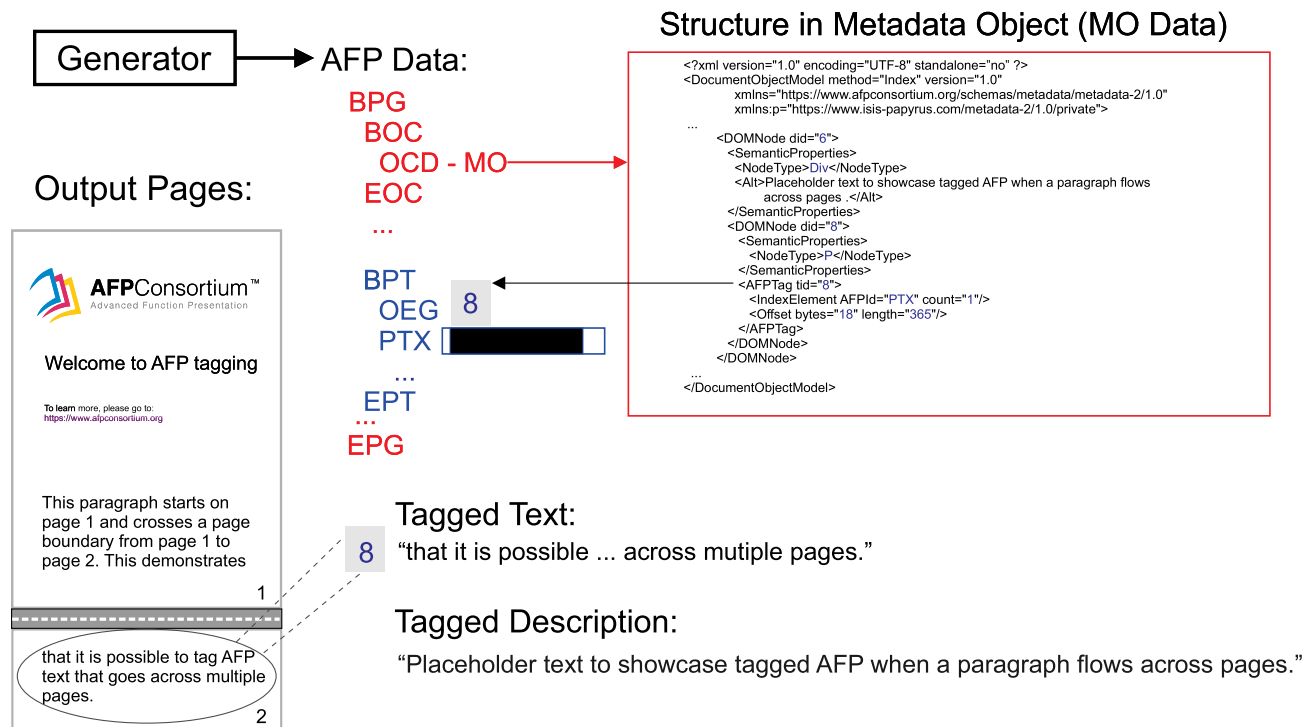 Structure in Metadata Object (MO Data)
Generator
AFP Data:
BPG
BOC
OCD - MO
EOC
...
BPT
OEG
8
PTX
...
EPT
...
EPG
<?xml version="1.0" encoding="UTF-8" standalone="no" ?>
<DocumentObjectModel method="Index" version="1.0"
xmlns="https://www.afpconsortium.org/schemas/metadata/metadata-2/1.0"
xmlns:p="https://www.isis-papyrus.com/metadata-2/1.0/private">
...
<DOMNode did="6">
<SemanticProperties>
<NodeType>Div</NodeType>
<Alt>Placeholder text to showcase tagged AFP when a paragraph flows
across pages .</Alt>
</SemanticProperties>
<DOMNode did="8">
<SemanticProperties>
<NodeType>P</NodeType>
</SemanticProperties>
<AFPTag tid="8">
<IndexElement AFPId="PTX" count="1"/>
<Offset bytes="18" length="365"/>
</AFPTag>
</DOMNode>
</DOMNode>
...
</DocumentObjectModel>
Output Pages:
AFPConsortium™
Advanced Function Presentation
Welcome to AFP tagging
To learn more, please go to:
https://www.afpconsortium.org
This paragraph starts on
page 1 and crosses a page
boundary from page 1 to
page 2. This demonstrates
1
that it is possible to tag AFP
text that goes across multiple
pages.
2
8
Tagged Text:
“that it is possible ... across mutiple pages.”
Tagged Description:
“Placeholder text to showcase tagged AFP when a paragraph flows across pages.”